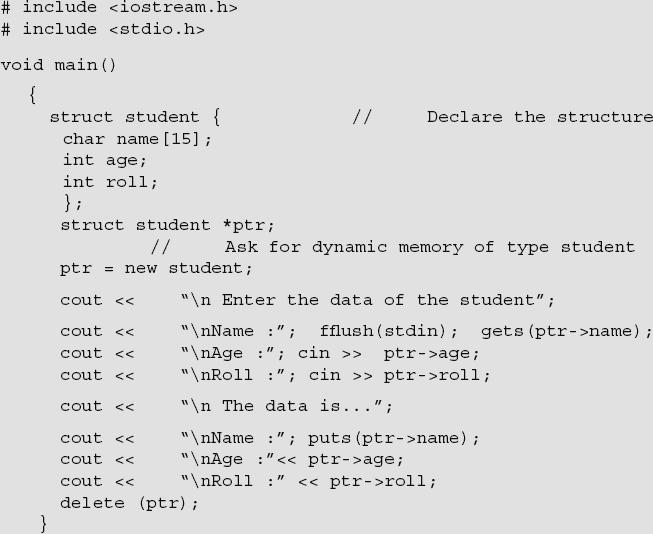 # include <iostream.h>
# include <stdio.h>
void main()
{
struct student { // Declare the structure
char name[15];
int age;
int roll;
};
struct student *ptr;
// Ask for dynamic memory of type student
ptr = new student;
cout << “\n Enter the data of the student”;
cout << “\nName :”; fflush(stdin); gets(ptr->name);
cout << “\nAge :”; cin >> ptr->age;
cout << “\nRoll :”; cin >> ptr->roll;
cout << “\n The data is...”;
cout << “\nName :”; puts(ptr->name);
cout << “\nAge :”<< ptr->age;
cout << “\nRoll :” << ptr->roll;
delete (ptr);
}